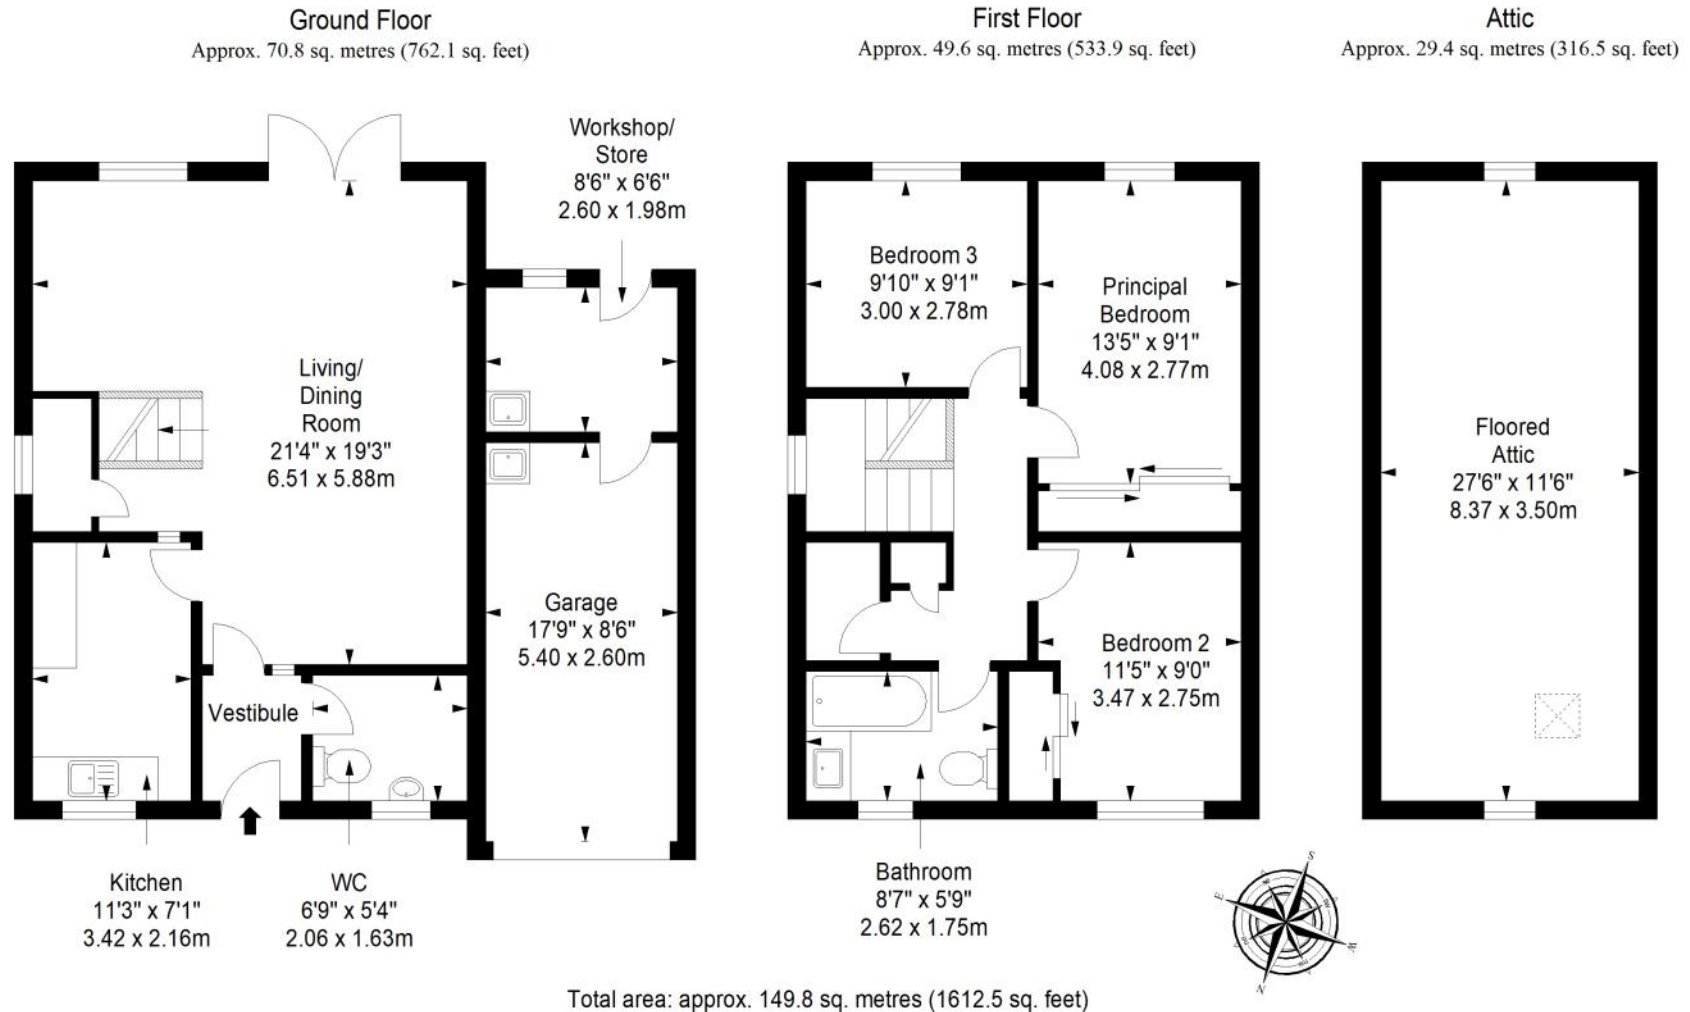 Ground Floor
Approx. 70.8 sq. metres (762.1 sq. feet)
First Floor
Approx. 49.6 sq. metres (533.9 sq. feet)
Attic
Approx. 29.4 sq. metres (316.5 sq. feet)
Workshop/
Store
8'6" x 6'6"
2.60 x 1.98m
Living/
Dining
Room
21'4" x 19'3"
6.51 x 5.88m
Garage
17'9" x 8'6"
5.40 x 2.60m
Vestibule
Kitchen
11'3" x 7'1"
3.42 x 2.16m
WC
6'9" x 5'4"
2.06 x 1.63m
Bedroom 3
9'10" x 9'1"
3.00 x 2.78m
Principal
Bedroom
13'5" x 9'1"
4.08 x 2.77m
Bedroom 2
11'5" x 9'0"
3.47 x 2.75m
Bathroom
8'7" x 5'9"
2.62 x 1.75m
Floored
Attic
27'6" x 11'6"
8.37 x 3.50m
S
E
W
N
Total area: approx. 149.8 sq. metres (1612.5 sq. feet)